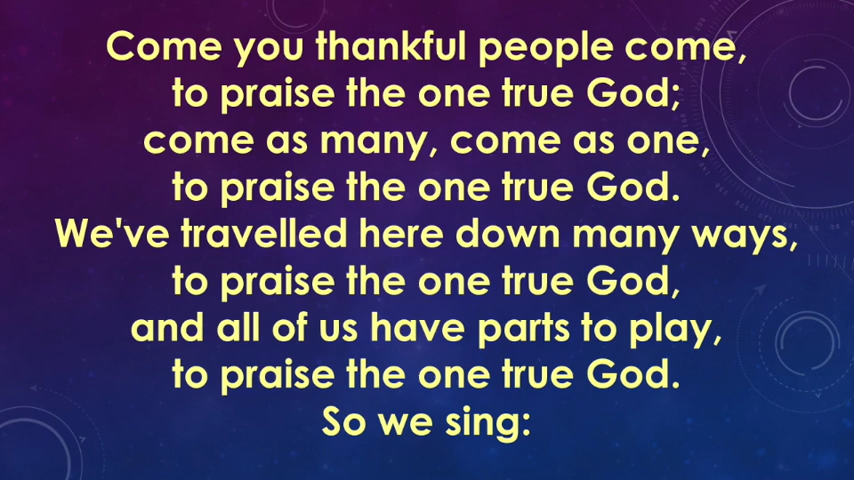 Come you thankful people come,
to praise the one true God;
come as many, come as one,
to praise the one true God.
We've travelled here down many ways,
to praise the one true God,
and all of us have parts to play,
to praise the one true God.
So we sing: